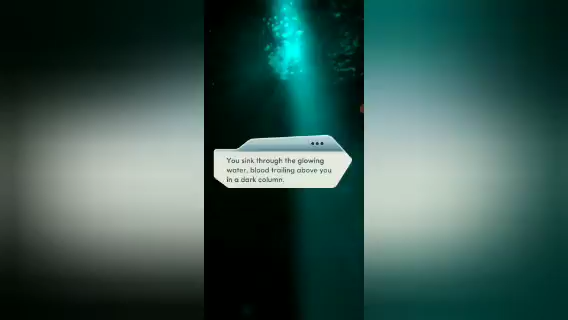 You sink through the glowing
water, blood trailing above you
in a dark column.